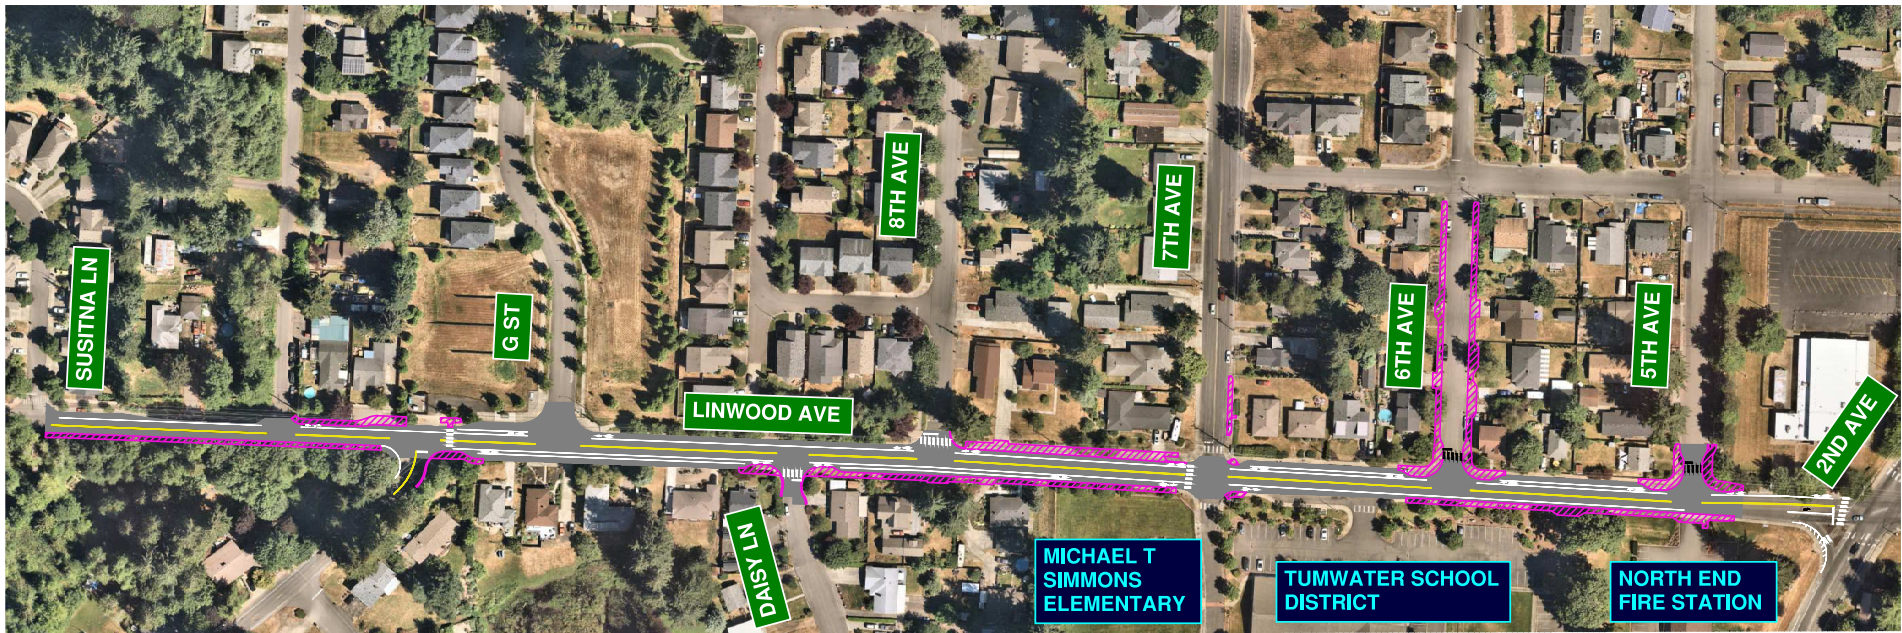 SUSITNA LN
G ST
LINWOOD AVE
8TH AVE
7TH AVE
6TH AVE
5TH AVE
2ND AVE
DAISY LN
MICHAEL T
SIMMONS
ELEMENTARY
TUMWATER SCHOOL
DISTRICT
NORTH END
FIRE STATION